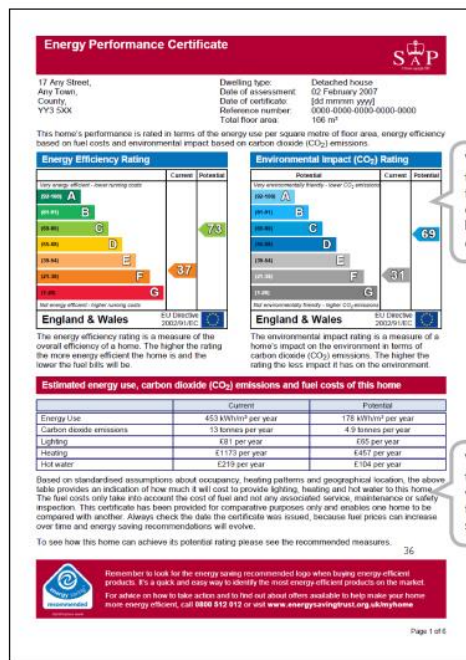 Energy Performance Certificate
SAP
17 Any Street,
Any Town,
County,
YY3 5XX
Dwelling type: Detached house
Date of assessment: 02 February 2007
Date of certificate: [dd mmmm yyyy]
Reference number: 0000-0000-0000-0000-0000
Total floor area: 166 m²
This home's performance is rated in terms of the energy use per square metre of floor area, energy efficiency
based on fuel costs and environmental impact based on carbon dioxide (CO2) emissions.
Energy Efficiency Rating
Current Potential
Very energy efficient - lower running costs
(92-100) A
(81-91) B
(69-80) C
(55-68) D
(39-54) E
(21-38) F
(1-20) G
37
73
Not energy efficient - higher running costs
England & Wales
EU Directive
2002/91/EC
Environmental Impact (CO2) Rating
Potential
Current Potential
Very environmentally friendly - lower CO2 emissions
(92-100) A
(81-91) B
(69-80) C
(55-68) D
(39-54) E
(21-38) F
(1-20) G
31
69
Not environmentally friendly - higher CO2 emissions
England & Wales
EU Directive
2002/91/EC
The energy efficiency rating is a measure of the
overall efficiency of a home. The higher the rating
the more energy efficient the home is and the
lower the fuel bills will be.
The environmental impact rating is a measure of a
home's impact on the environment in terms of
carbon dioxide (CO2) emissions. The higher the
rating the less impact it has on the environment.
Estimated energy use, carbon dioxide (CO2) emissions and fuel costs of this home
Current Potential
Energy Use 453 kWh/m² per year 178 kWh/m² per year
Carbon dioxide emissions 13 tonnes per year 4.9 tonnes per year
Lighting £81 per year £65 per year
Heating £1173 per year £457 per year
Hot water £219 per year £104 per year
Based on standardised assumptions about occupancy, heating patterns and geographical location, the above
table provides an indication of how much it will cost to provide lighting, heating and hot water to this home.
The fuel costs only take into account the cost of fuel and not any associated service, maintenance or safety
inspection. This certificate has been provided for comparative purposes only and enables one home to be
compared with another. Always check the date the certificate was issued, because fuel prices can increase
over time and energy saving recommendations will evolve.
To see how this home can achieve its potential rating please see the recommended measures.
36
energy saving
recommended
Remember to look for the energy saving recommended logo when buying energy-efficient
products. It's a quick and easy way to identify the most energy-efficient products on the market.
For advice on how to take action and to find out about offers available to help make your home
more energy efficient, call 0800 512 012 or visit www.energysavingtrust.org.uk/myhome
Page 1 of 6